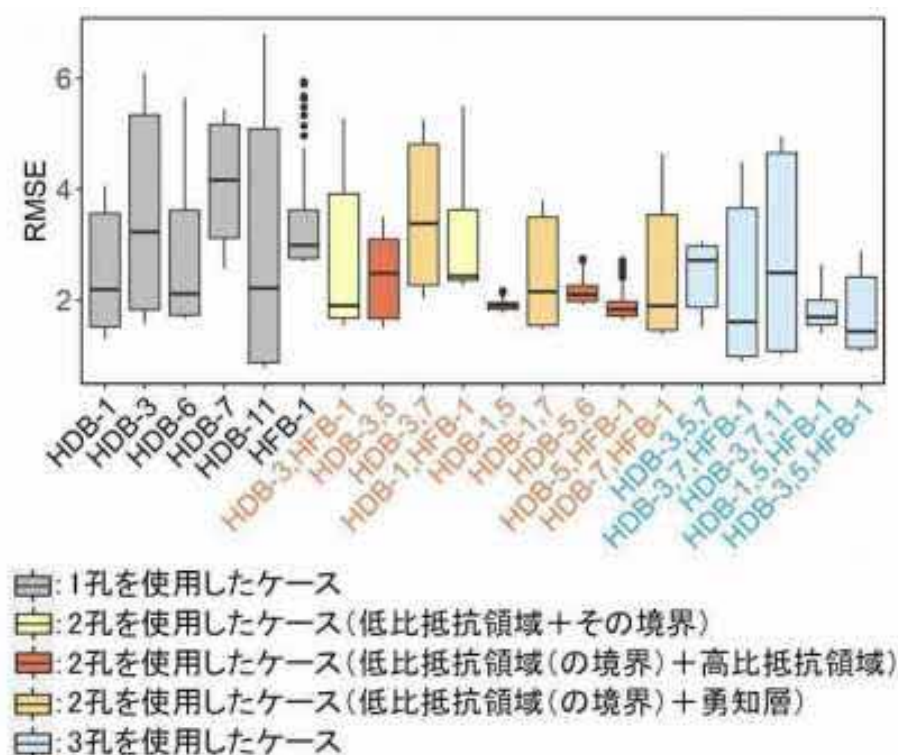 6
4
2
RMSE
HDB-1
HDB-3
HDB-6
HDB-7
HDB-11
HFB-1
HDB-3,HFB-1
HDB-3,5
HDB-3,7
HDB-1,HFB-1
HDB-1,5
HDB-1,7
HDB-5,6
HDB-5,HFB-1
HDB-7,HFB-1
HDB-3,5,7
HDB-3,7,HFB-1
HDB-3,7,11
HDB-1,5,HFB-1
HDB-3,5,HFB-1
:1孔を使用したケース
:2孔を使用したケース(低比抵抗領域+その境界)
:2孔を使用したケース(低比抵抗領域(の境界)+高比抵抗領域)
:2孔を使用したケース(低比抵抗領域(の境界)+勇知層)
:3孔を使用したケース